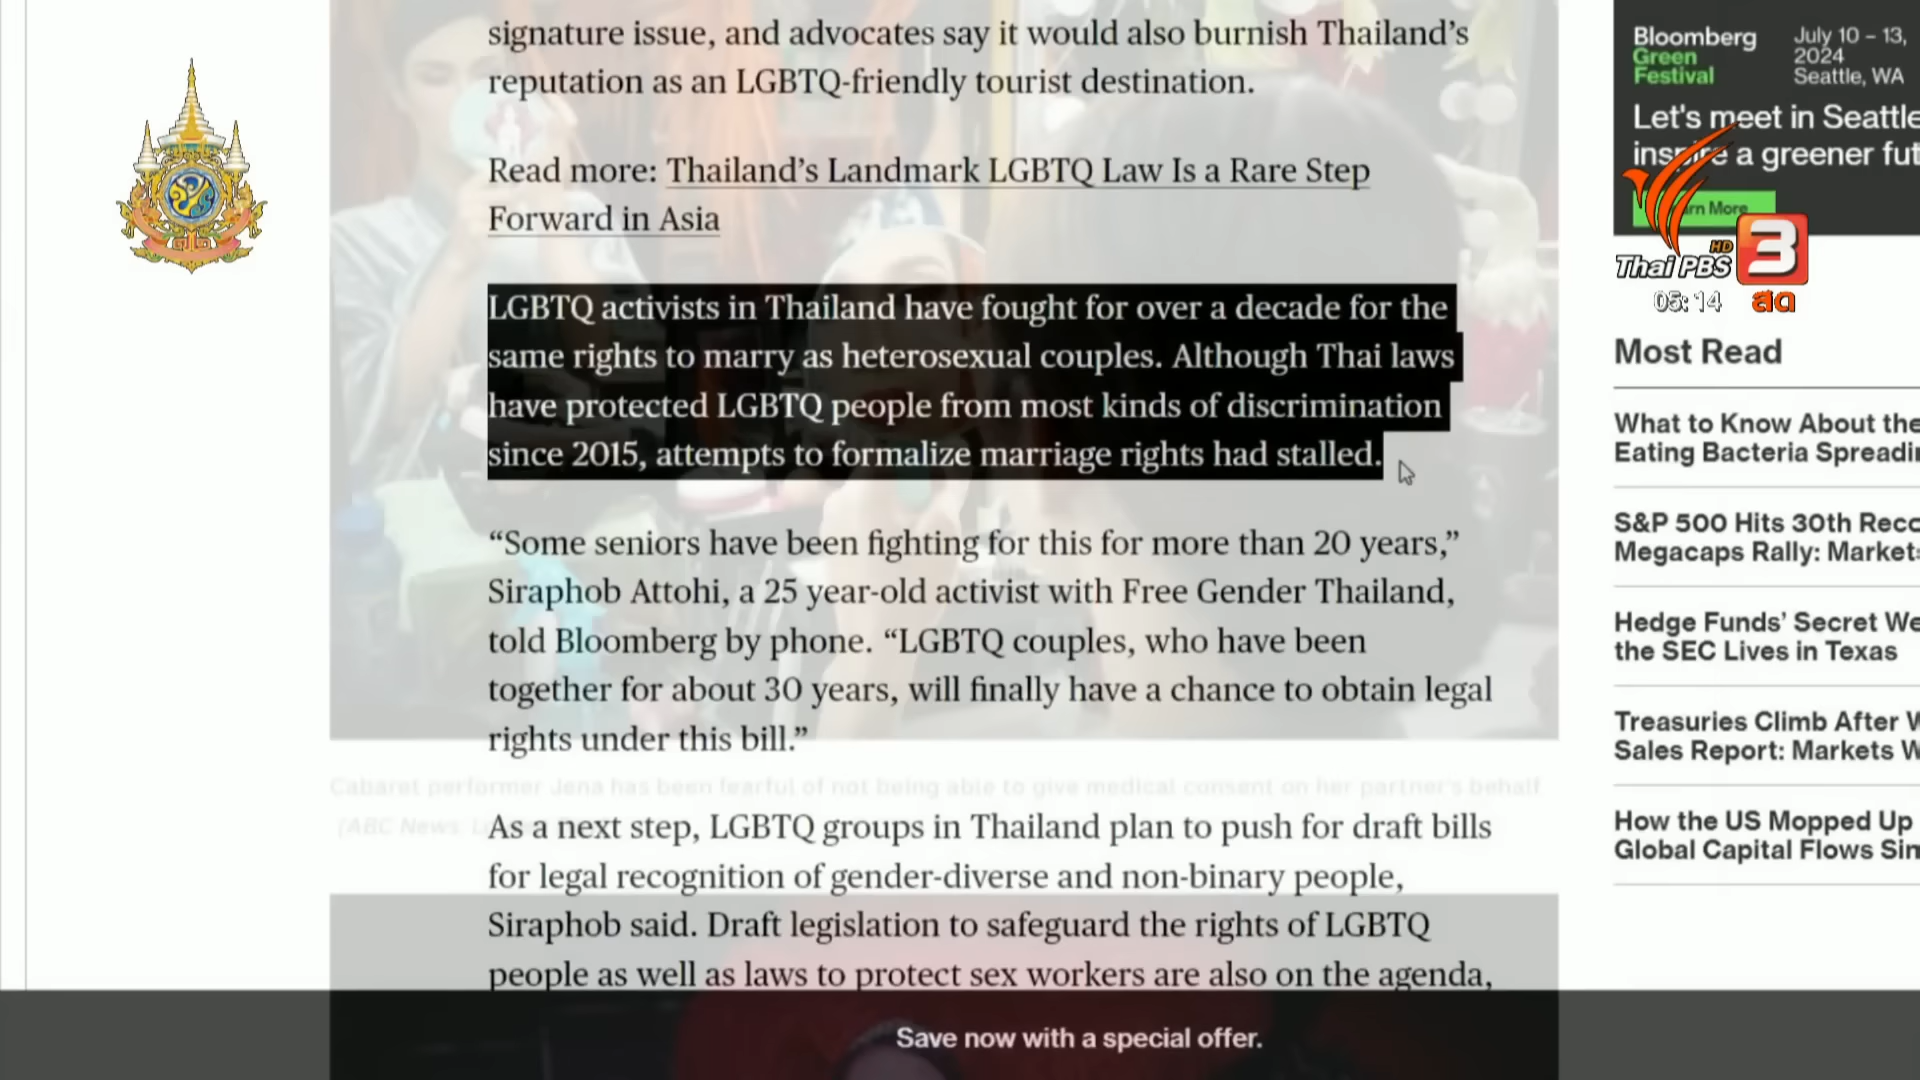 signature issue, and advocates say it would also burnish Thailand’s
reputation as an LGBTQ-friendly tourist destination.
Read more: Thailand’s Landmark LGBTQ Law Is a Rare Step
Forward in Asia
LGBTQ activists in Thailand have fought for over a decade for the
same rights to marry as heterosexual couples. Although Thai laws
have protected LGBTQ people from most kinds of discrimination
since 2015, attempts to formalize marriage rights had stalled.
“Some seniors have been fighting for this for more than 20 years,”
Siraphob Attohi, a 25 year-old activist with Free Gender Thailand,
told Bloomberg by phone. “LGBTQ couples, who have been
together for about 30 years, will finally have a chance to obtain legal
rights under this bill.”
Cabaret performer Jena has been fearful of not being able to give medical consent on her partner's behalf
(ABC News:
As a next step, LGBTQ groups in Thailand plan to push for draft bills
for legal recognition of gender-diverse and non-binary people,
Siraphob said. Draft legislation to safeguard the rights of LGBTQ
people as well as laws to protect sex workers are also on the agenda,
Save now with a special offer.
Bloomberg
Green
Festival
July 10 – 13,
2024
Seattle, WA
Let's meet in Seattle
inspire a greener fut
rn More
Thai PBS HD 3
05:14 สด
Most Read
What to Know About the
Eating Bacteria Spreadi
S&P 500 Hits 30th Reco
Megacaps Rally: Markets
Hedge Funds’ Secret We
the SEC Lives in Texas
Treasuries Climb After W
Sales Report: Markets W
How the US Mopped Up
Global Capital Flows Sin